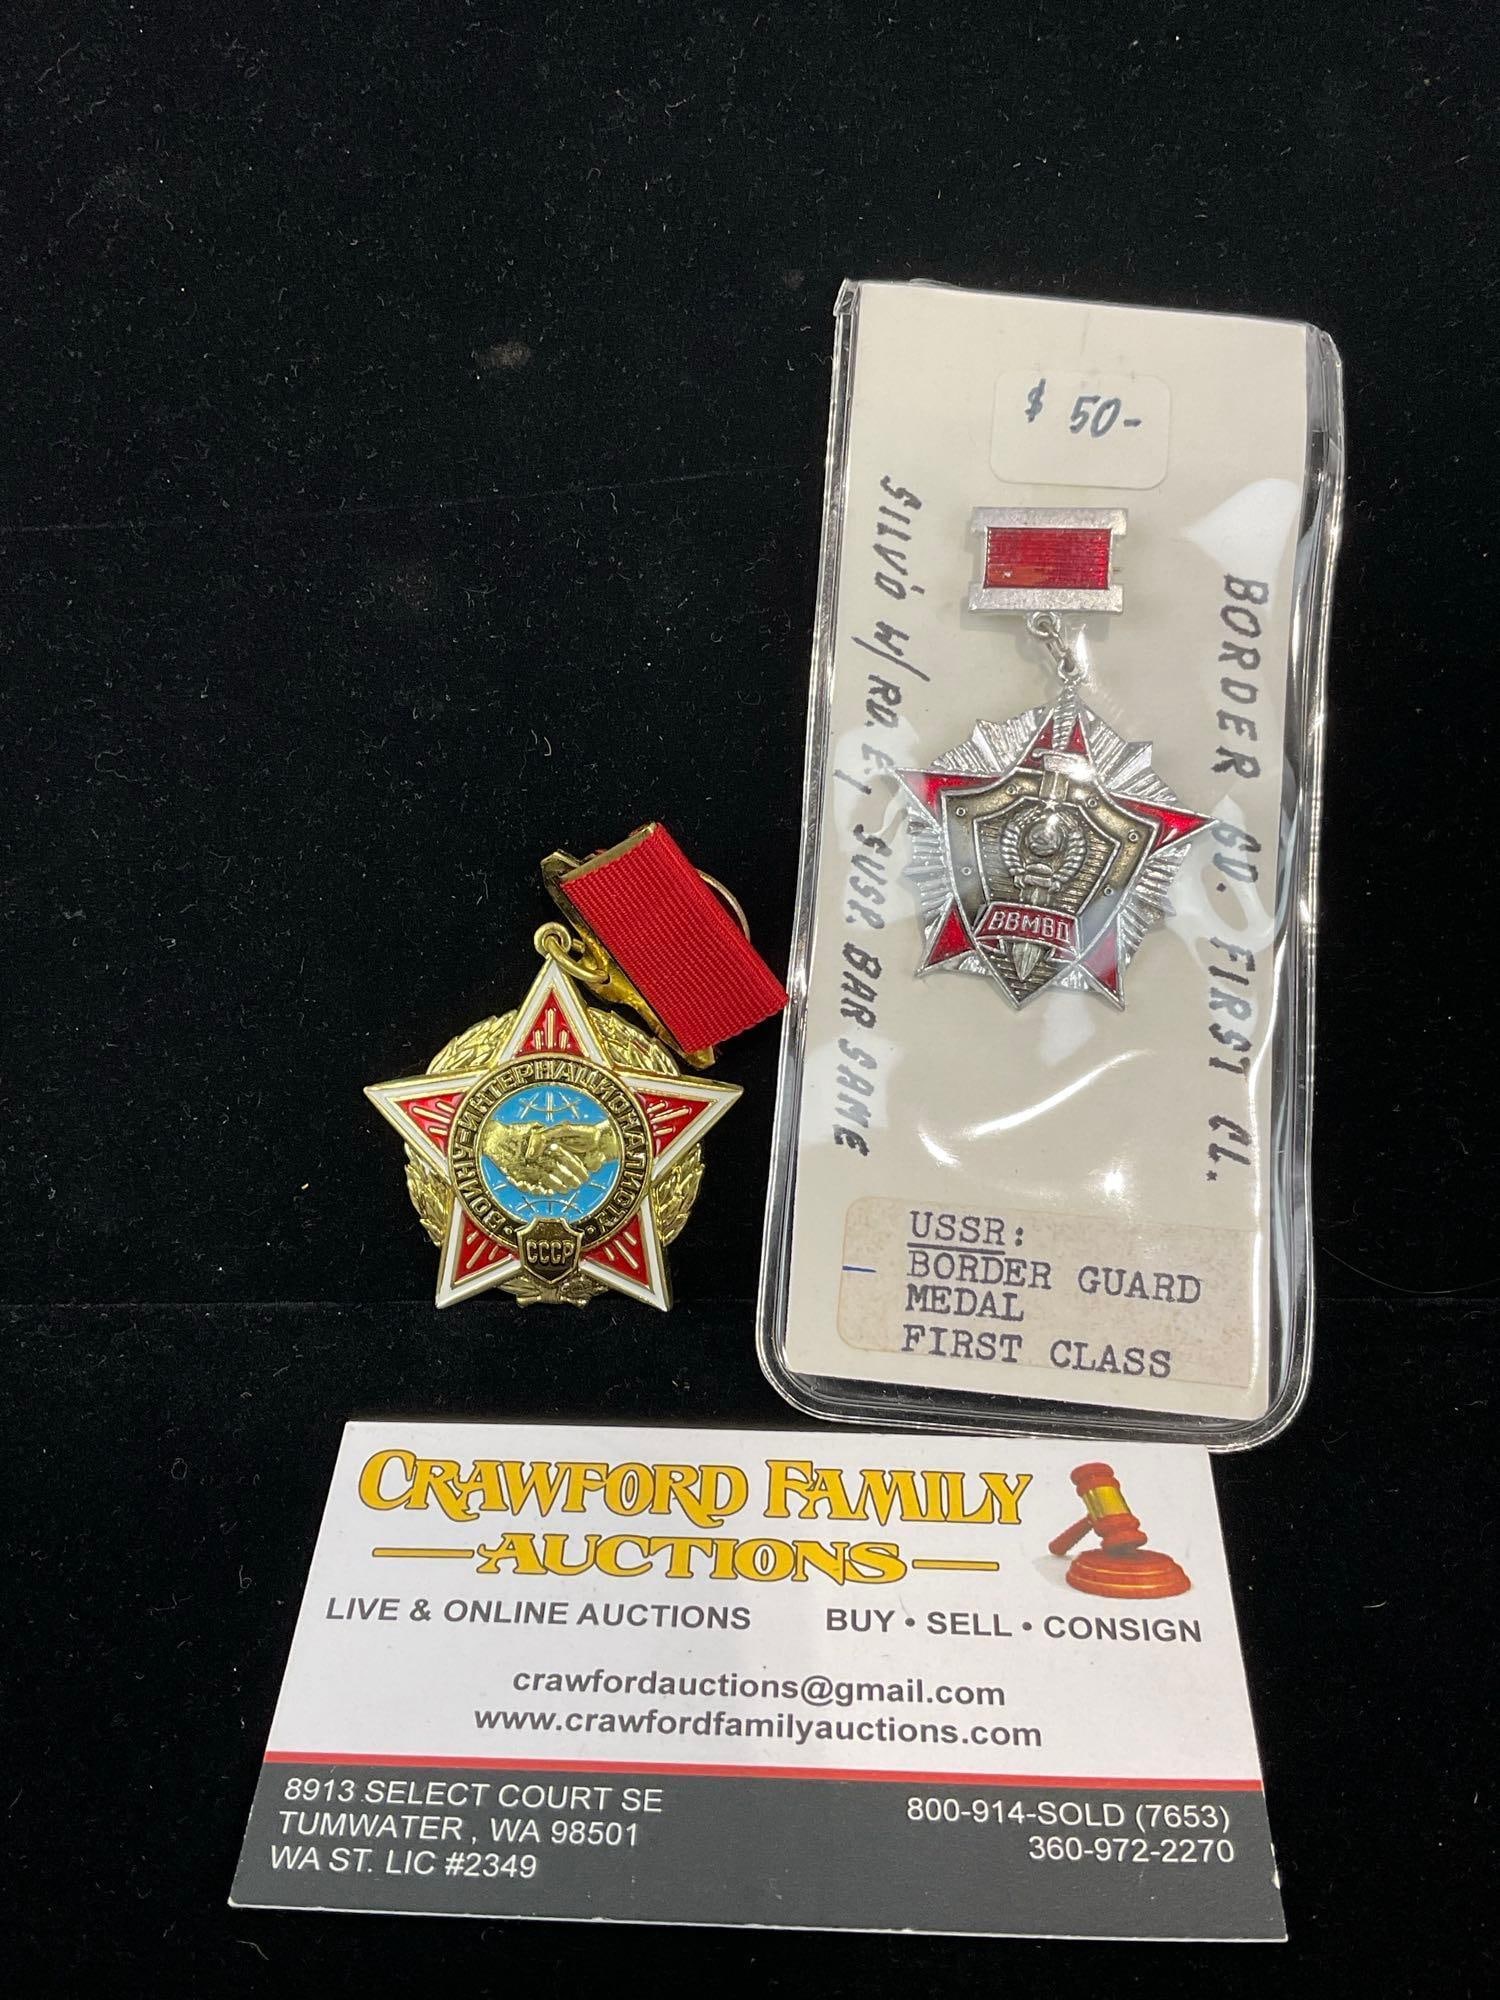 $ 50-
SILV'D W/RD. E, SUSP. BAR SAME
BORDER GD. FIRST CL.
ВВМВД
USSR:
BORDER GUARD
MEDAL
FIRST CLASS
ВОИНУ-ИНТЕРНАЦИОНАЛИСТУ
СССР
CRAWFORD FAMILY
AUCTIONS
LIVE & ONLINE AUCTIONS BUY • SELL • CONSIGN
crawfordauctions@gmail.com
www.crawfordfamilyauctions.com
8913 SELECT COURT SE
TUMWATER , WA 98501
WA ST. LIC #2349
800-914-SOLD (7653)
360-972-2270